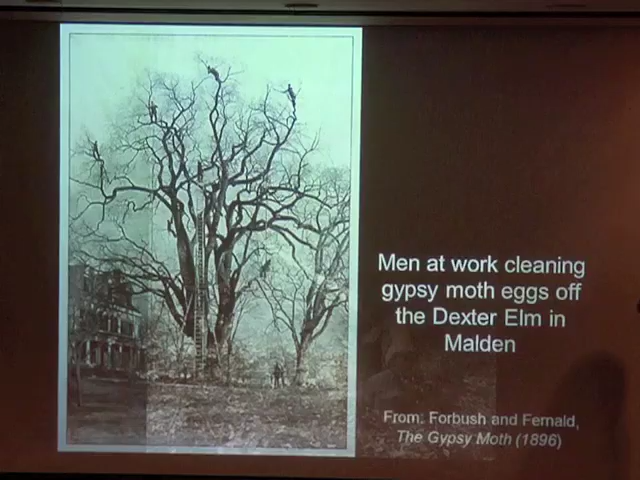 Men at work cleaning
gypsy moth eggs off
the Dexter Elm in
Malden
From: Forbush and Fernald,
The Gypsy Moth (1896)